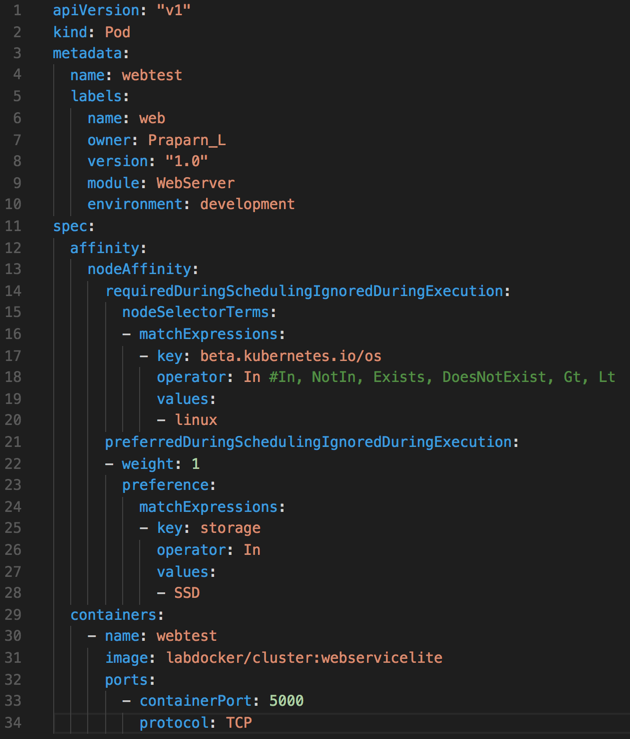 1 apiVersion: "v1"
2 kind: Pod
3 metadata:
4   name: webtest
5   labels:
6     name: web
7     owner: Praparn_L
8     version: "1.0"
9     module: WebServer
10     environment: development
11 spec:
12   affinity:
13     nodeAffinity:
14       requiredDuringSchedulingIgnoredDuringExecution:
15         nodeSelectorTerms:
16         - matchExpressions:
17           - key: beta.kubernetes.io/os
18             operator: In #In, NotIn, Exists, DoesNotExist, Gt, Lt
19             values:
20             - linux
21       preferredDuringSchedulingIgnoredDuringExecution:
22       - weight: 1
23         preference:
24           matchExpressions:
25           - key: storage
26             operator: In
27             values:
28             - SSD
29   containers:
30     - name: webtest
31       image: labdocker/cluster:webservicelite
32       ports:
33         - containerPort: 5000
34           protocol: TCP